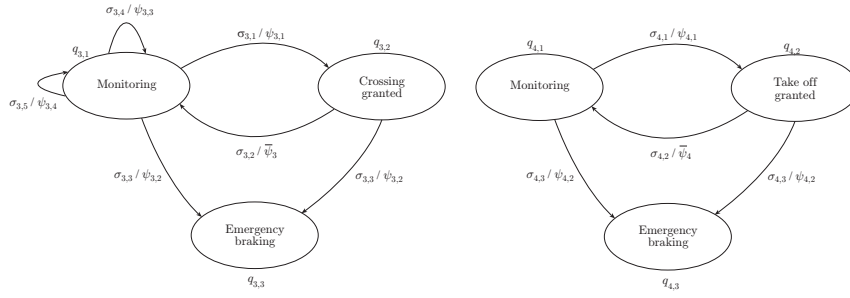 σ3,4 / ψ3,3
q3,1
Monitoring
σ3,5 / ψ3,4
σ3,1 / ψ3,1
q3,2
Crossing
granted
σ3,2 / ψ̅3
σ3,3 / ψ3,2
σ3,3 / ψ3,2
Emergency
braking
q3,3
q4,1
Monitoring
σ4,1 / ψ4,1
q4,2
Take off
granted
σ4,2 / ψ̅4
σ4,3 / ψ4,2
σ4,3 / ψ4,2
Emergency
braking
q4,3